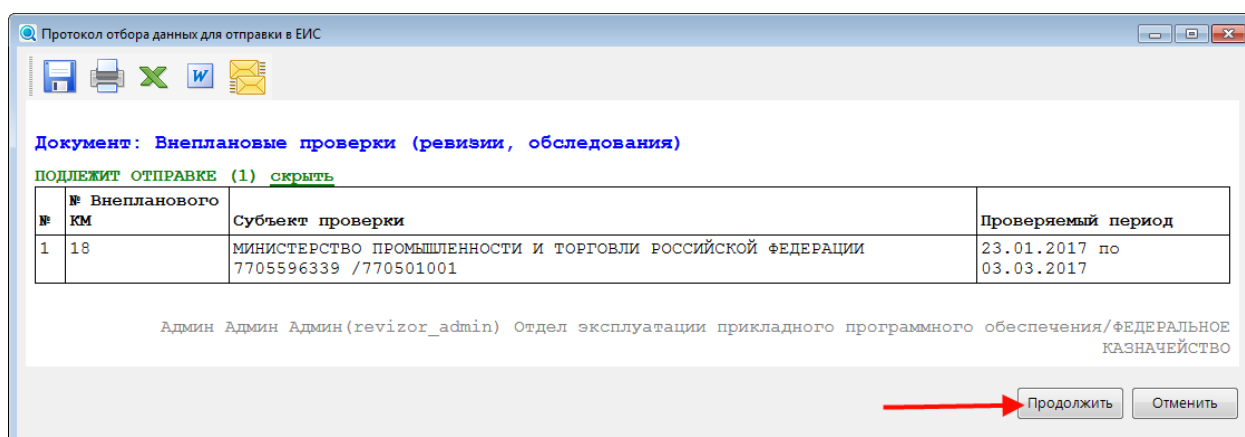 Протокол отбора данных для отправки в ЕИС
Документ: Внеплановые проверки (ревизии, обследования)
ПОДЛЕЖИТ ОТПРАВКЕ (1) скрыть
№ № Внепланового КМ Субъект проверки Проверяемый период
1 18 МИНИСТЕРСТВО ПРОМЫШЛЕННОСТИ И ТОРГОВЛИ РОССИЙСКОЙ ФЕДЕРАЦИИ 23.01.2017 по
7705596339 /770501001 03.03.2017
Админ Админ Админ(revizor_admin) Отдел эксплуатации прикладного программного обеспечения/ФЕДЕРАЛЬНОЕ
КАЗНАЧЕЙСТВО
Продолжить Отменить